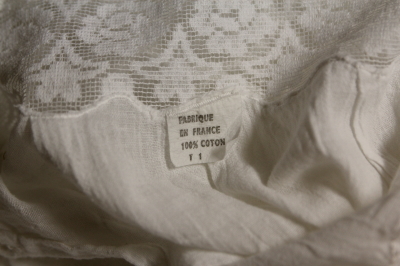 FABRIQUE
EN FRANCE
100% COTON
T 1